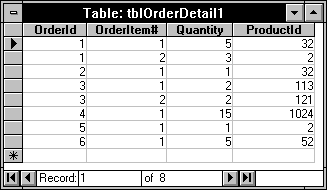 Table: tblOrderDetail1
OrderId OrderItem# Quantity ProductId
1 1 5 32
1 2 3 2
2 1 1 32
3 1 2 113
3 2 2 121
4 1 15 1024
5 1 1 2
6 1 5 52
Record: 1 of 8